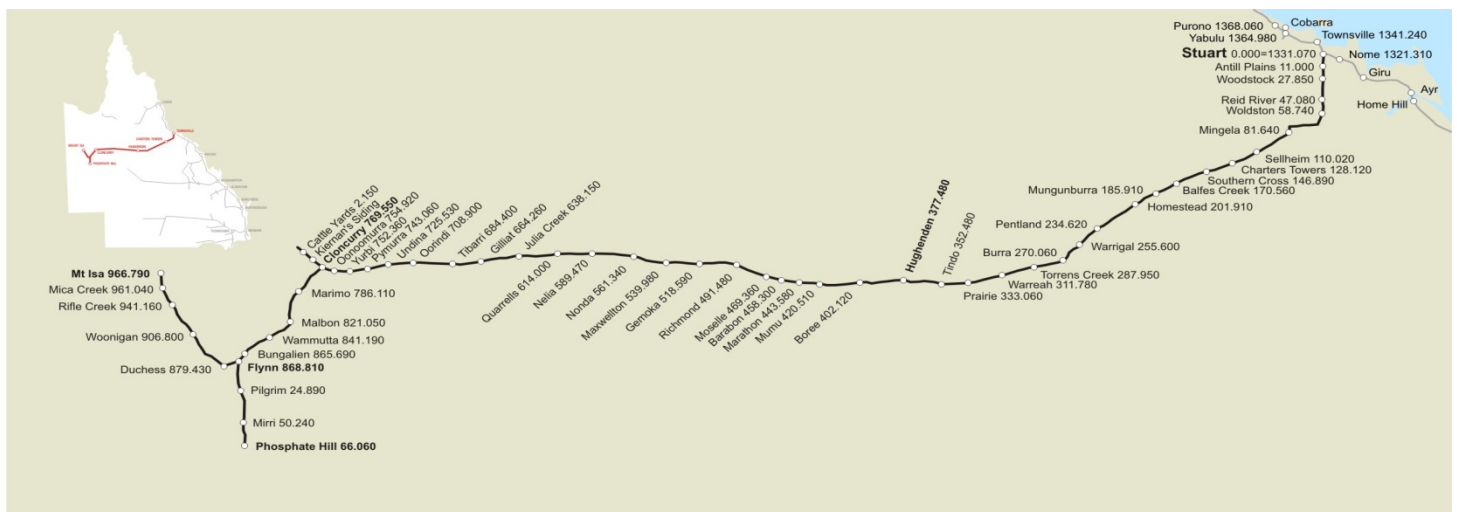 Purono 1368.060
Cobarra
Yabulu 1364.980
Townsville 1341.240
Stuart 0.000=1331.070
Nome 1321.310
Antill Plains 11.000
Giru
Woodstock 27.850
Ayr
Reid River 47.080
Home Hill
Woldston 58.740
Mingela 81.640
Sellheim 110.020
Charters Towers 128.120
Southern Cross 146.890
Balfes Creek 170.560
Mungunburra 185.910
Homestead 201.910
Pentland 234.620
Warrigal 255.600
Burra 270.060
Torrens Creek 287.950
Warreah 311.780
Prairie 333.060
Tindo 352.480
Hughenden 377.480
Boree 402.120
Mumu 420.510
Marathon 443.580
Barabon 458.300
Moselle 469.360
Richmond 491.480
Gemoka 518.590
Maxwellton 539.980
Nonda 561.340
Nelia 589.470
Quarrells 614.000
Julia Creek 638.150
Gilliat 664.260
Tibarri 684.400
Oorindi 708.900
Undina 725.530
Pymurra 743.060
Yurbi 752.360
Oonoomurra 754.920
Cloncurry 769.550
Kiernan's Siding
Cattle Yards 2.150
Marimo 786.110
Malbon 821.050
Wammutta 841.190
Bungalien 865.690
Flynn 868.810
Duchess 879.430
Woonigan 906.800
Rifle Creek 941.160
Mica Creek 961.040
Mt Isa 966.790
Pilgrim 24.890
Mirri 50.240
Phosphate Hill 66.060